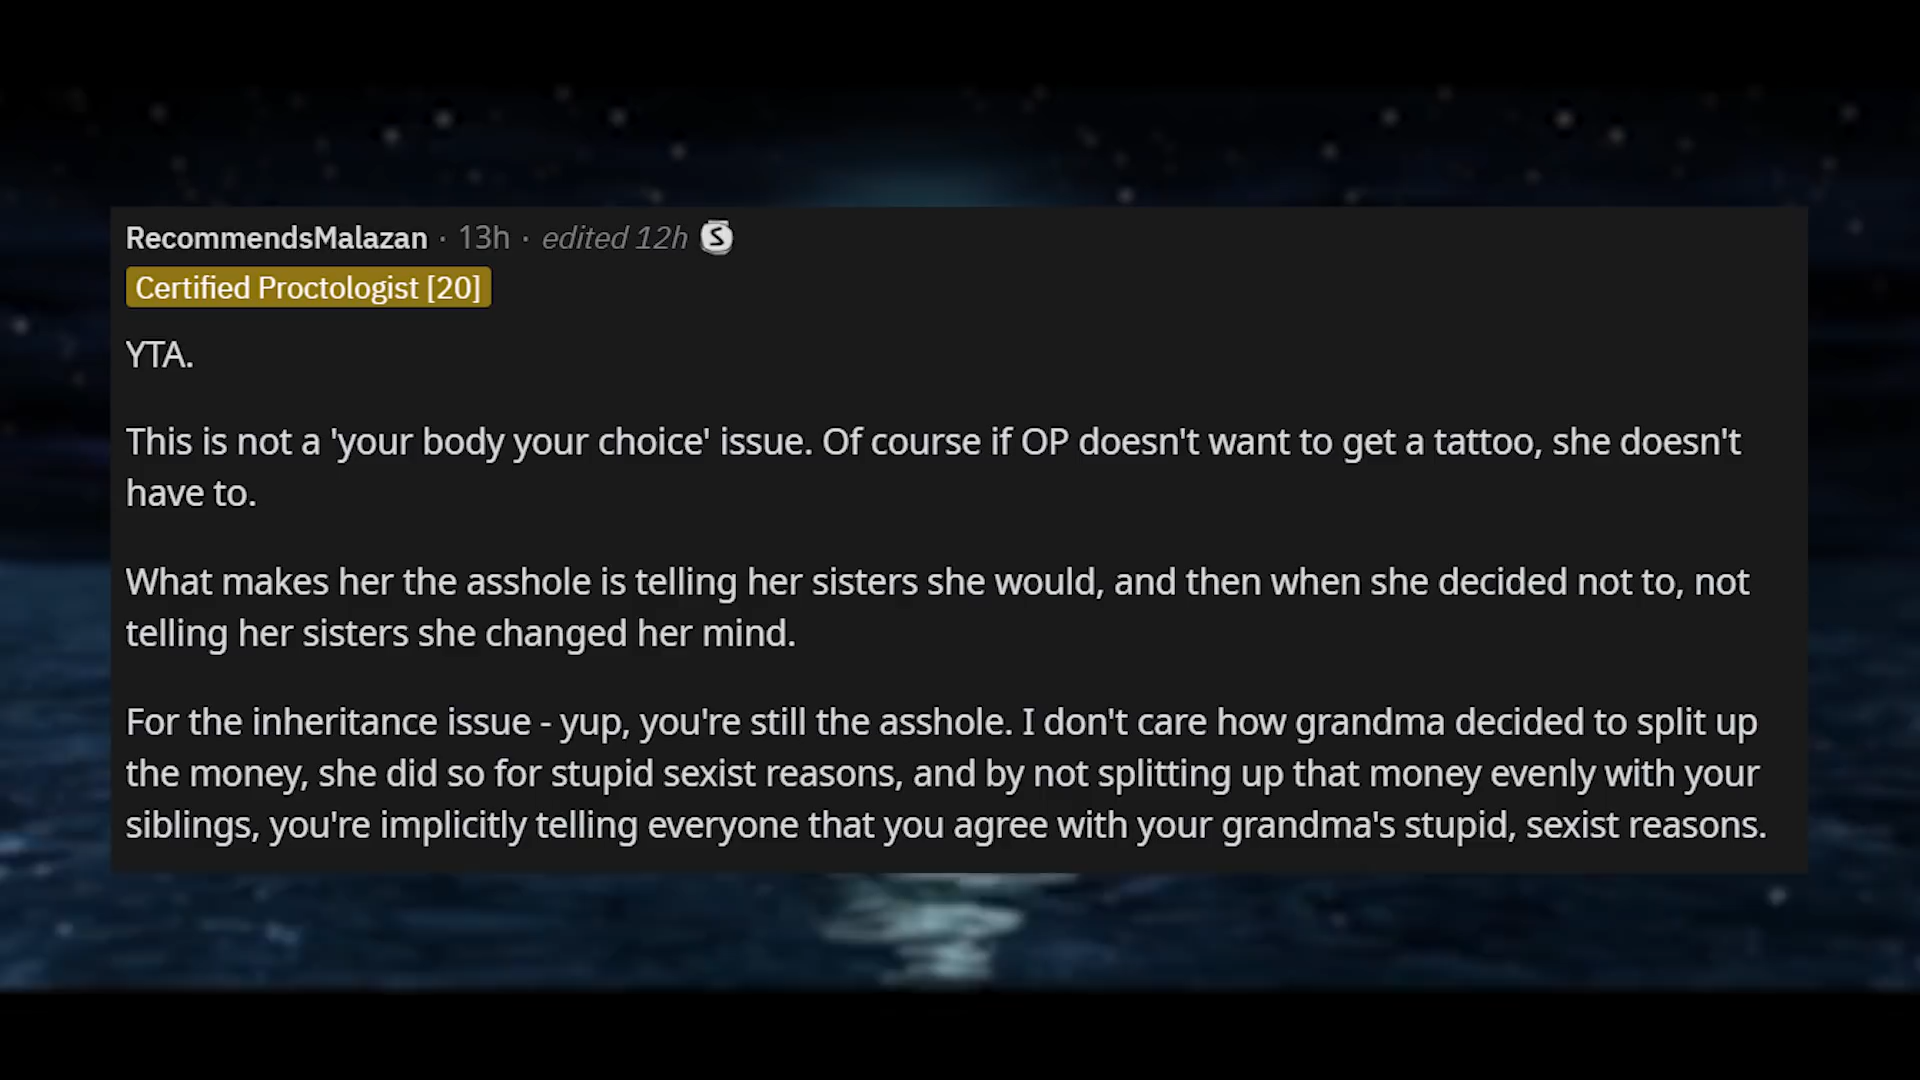 RecommendsMalazan · 13h · edited 12h S
Certified Proctologist [20]
YTA.
This is not a 'your body your choice' issue. Of course if OP doesn't want to get a tattoo, she doesn't
have to.
What makes her the asshole is telling her sisters she would, and then when she decided not to, not
telling her sisters she changed her mind.
For the inheritance issue - yup, you're still the asshole. I don't care how grandma decided to split up
the money, she did so for stupid sexist reasons, and by not splitting up that money evenly with your
siblings, you're implicitly telling everyone that you agree with your grandma's stupid, sexist reasons.